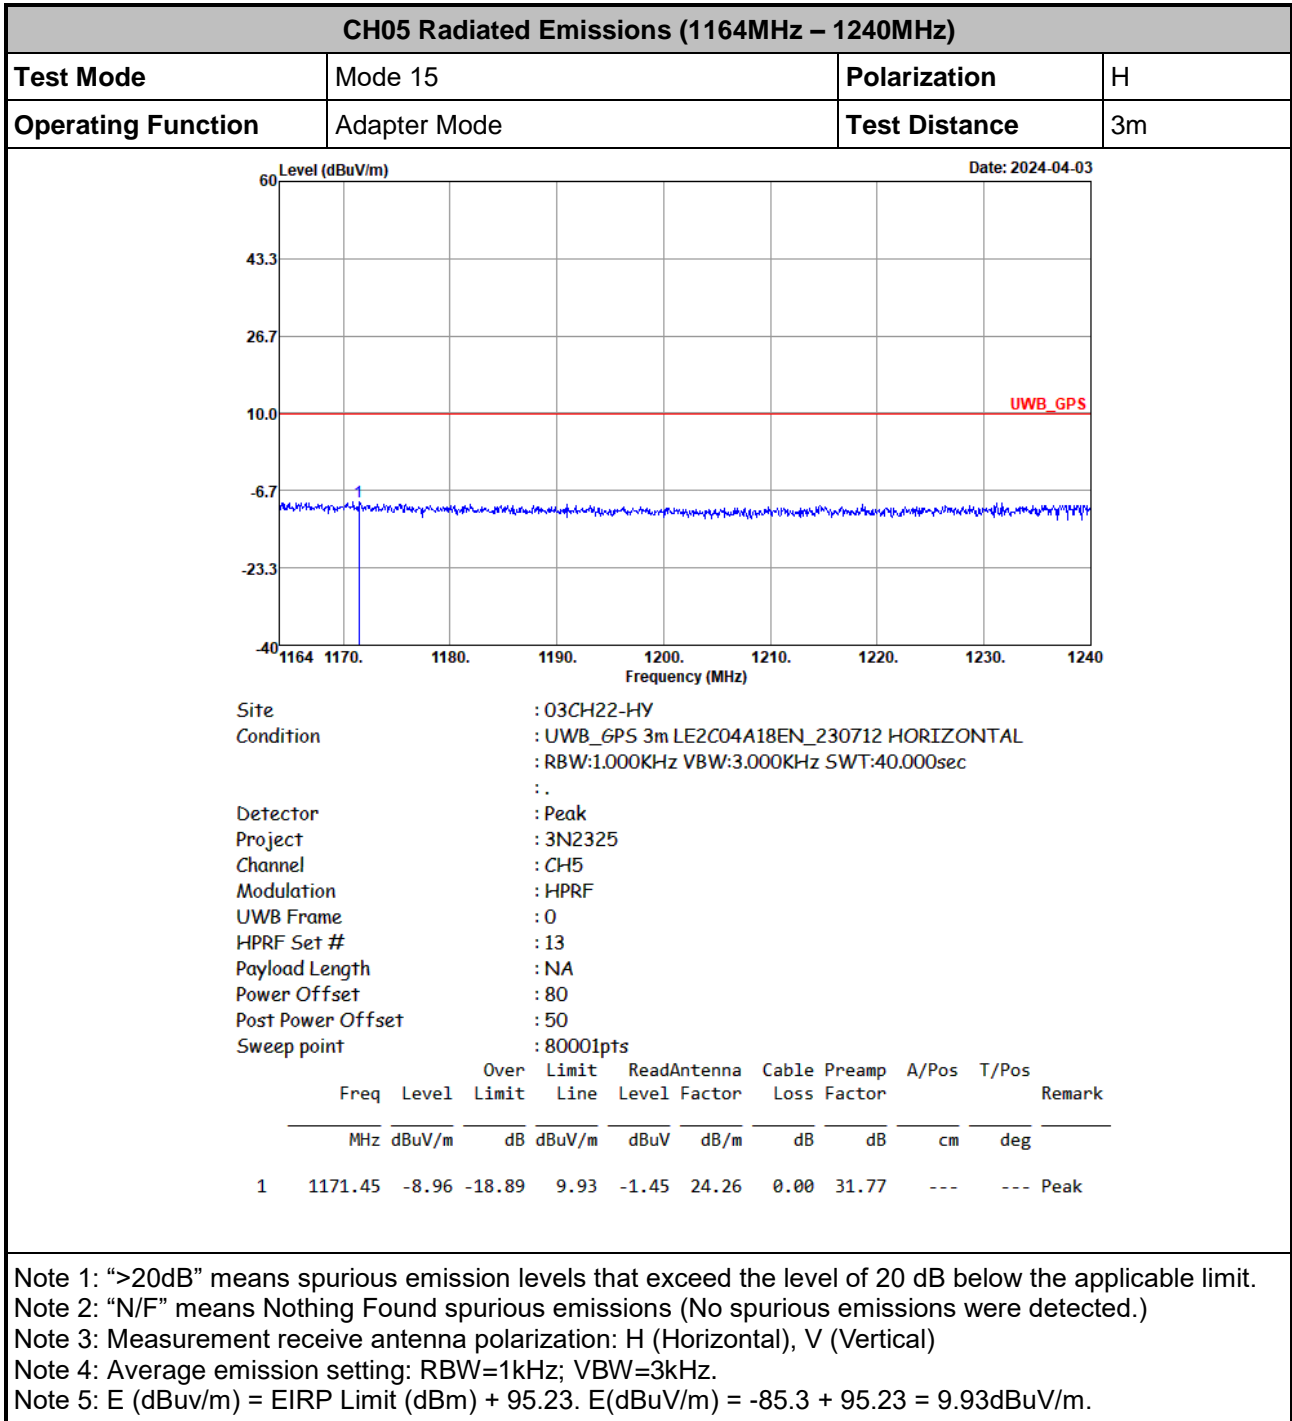 CH05 Radiated Emissions (1164MHz – 1240MHz)
Test Mode Mode 15 Polarization H
Operating Function Adapter Mode Test Distance 3m
Level (dBuV/m) Date: 2024-04-03
60
43.3
26.7
10.0 UWB_GPS
-6.7 1
-23.3
-40
1164 1170. 1180. 1190. 1200. 1210. 1220. 1230. 1240
Frequency (MHz)
Site : 03CH22-HY
Condition : UWB_GPS 3m LE2C04A18EN_230712 HORIZONTAL
: RBW:1.000KHz VBW:3.000KHz SWT:40.000sec
: .
Detector : Peak
Project : 3N2325
Channel : CH5
Modulation : HPRF
UWB Frame : 0
HPRF Set # : 13
Payload Length : NA
Power Offset : 80
Post Power Offset : 50
Sweep point : 80001pts
Over Limit ReadAntenna Cable Preamp A/Pos T/Pos
Freq Level Limit Line Level Factor Loss Factor Remark
MHz dBuV/m dB dBuV/m dBuV dB/m dB dB cm deg
1 1171.45 -8.96 -18.89 9.93 -1.45 24.26 0.00 31.77 --- --- Peak
Note 1: “>20dB” means spurious emission levels that exceed the level of 20 dB below the applicable limit.
Note 2: “N/F” means Nothing Found spurious emissions (No spurious emissions were detected.)
Note 3: Measurement receive antenna polarization: H (Horizontal), V (Vertical)
Note 4: Average emission setting: RBW=1kHz; VBW=3kHz.
Note 5: E (dBuv/m) = EIRP Limit (dBm) + 95.23. E(dBuV/m) = -85.3 + 95.23 = 9.93dBuV/m.